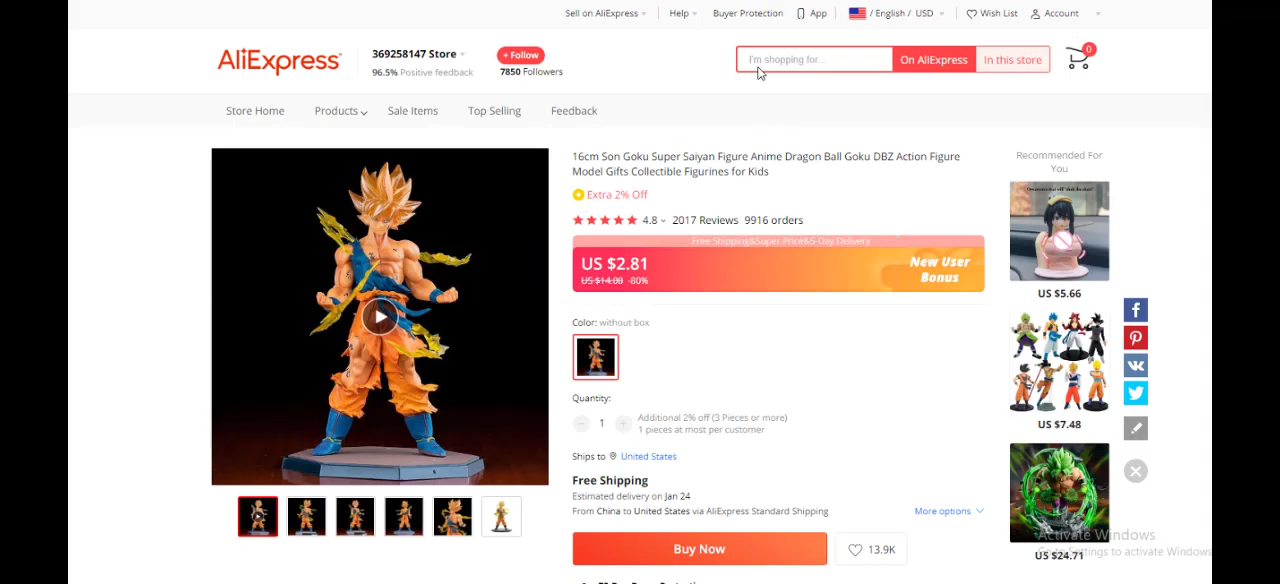 Sell on AliExpress
Help
Buyer Protection
App
/ English / USD
Wish List
Account
AliExpress
369258147 Store
96.5% Positive feedback
+ Follow
7850 Followers
I'm shopping for...
On AliExpress
In this store
0
Store Home
Products
Sale Items
Top Selling
Feedback
16cm Son Goku Super Saiyan Figure Anime Dragon Ball Goku DBZ Action Figure
Model Gifts Collectible Figurines for Kids
Extra 2% Off
4.8
2017 Reviews
9916 orders
Free Shipping&Super Price&5-Day Delivery
US $2.81
US $14.08 -80%
New User
Bonus
Color: without box
Quantity:
1
Additional 2% off (3 Pieces or more)
1 pieces at most per customer
Ships to United States
Free Shipping
Estimated delivery on Jan 24
From China to United States via AliExpress Standard Shipping
More options
Buy Now
13.9K
Recommended For
You
US $5.66
US $7.48
US $24.71
Activate Windows
Go to Settings to activate Windows